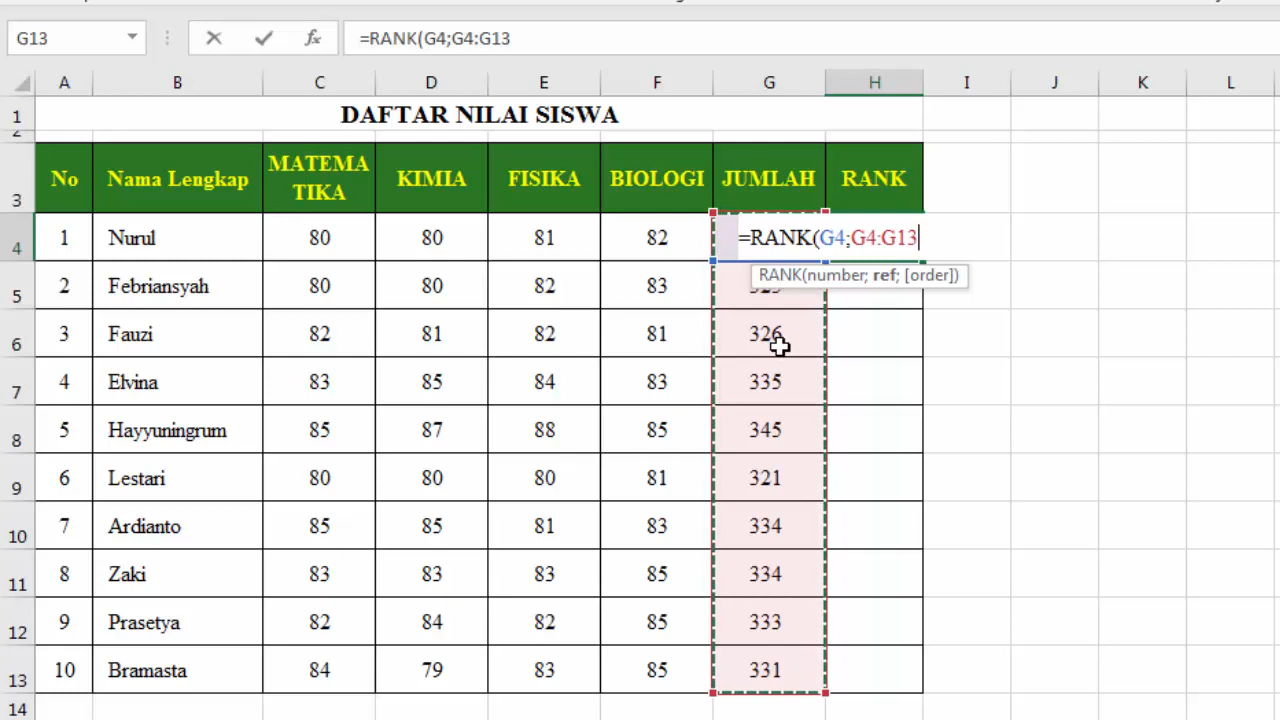 G13 =RANK(G4;G4:G13
A B C D E F G H I J K L
1 DAFTAR NILAI SISWA
2
3 No Nama Lengkap MATEMA TIKA KIMIA FISIKA BIOLOGI JUMLAH RANK
4 1 Nurul 80 80 81 82 =RANK(G4;G4:G13
RANK(number; ref; [order])
5 2 Febriansyah 80 80 82 83
6 3 Fauzi 82 81 82 81 326
7 4 Elvina 83 85 84 83 335
8 5 Hayyuningrum 85 87 88 85 345
9 6 Lestari 80 80 80 81 321
10 7 Ardianto 85 85 81 83 334
11 8 Zaki 83 83 83 85 334
12 9 Prasetya 82 84 82 85 333
13 10 Bramasta 84 79 83 85 331
14